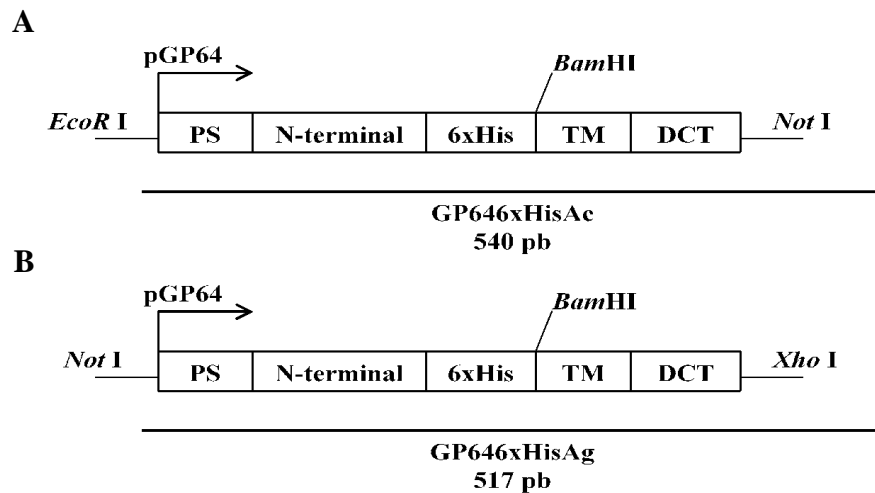 A
pGP64
BamHI
EcoR I
PS N-terminal 6xHis TM DCT
Not I
GP646xHisAc
540 pb
B
pGP64
BamHI
Not I
PS N-terminal 6xHis TM DCT
Xho I
GP646xHisAg
517 pb